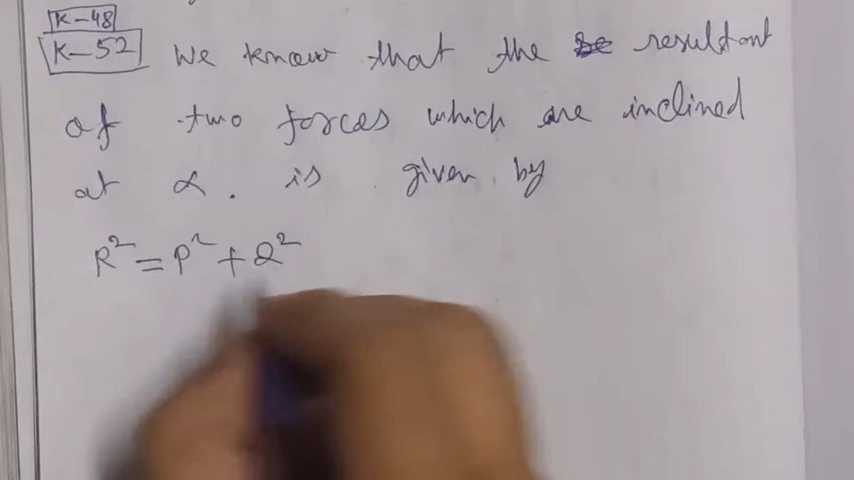 K-48
K-52 We know that the resultant
of two forces which are inclined
at α. is given by
R² = P² + Q²